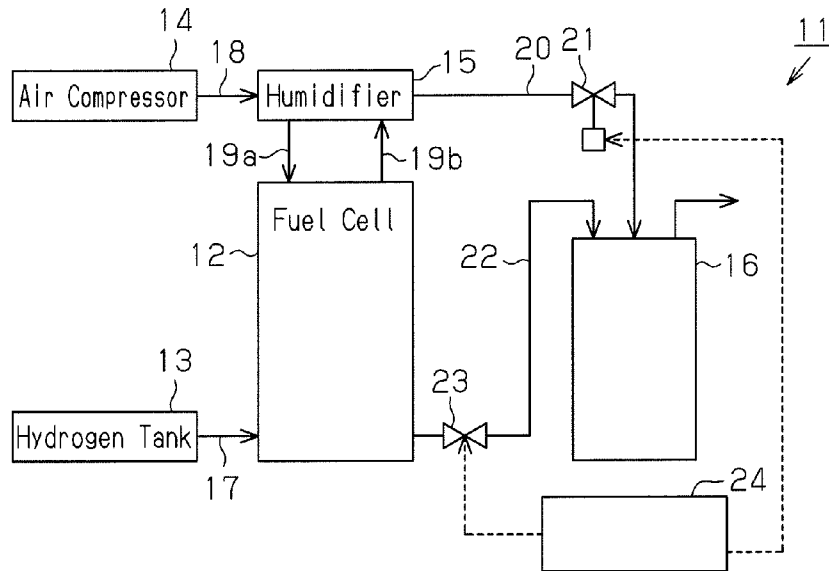 14
18
15
20
21
11
Air Compressor
Humidifier
19a
19b
Fuel Cell
12
22
16
13
23
Hydrogen Tank
17
24